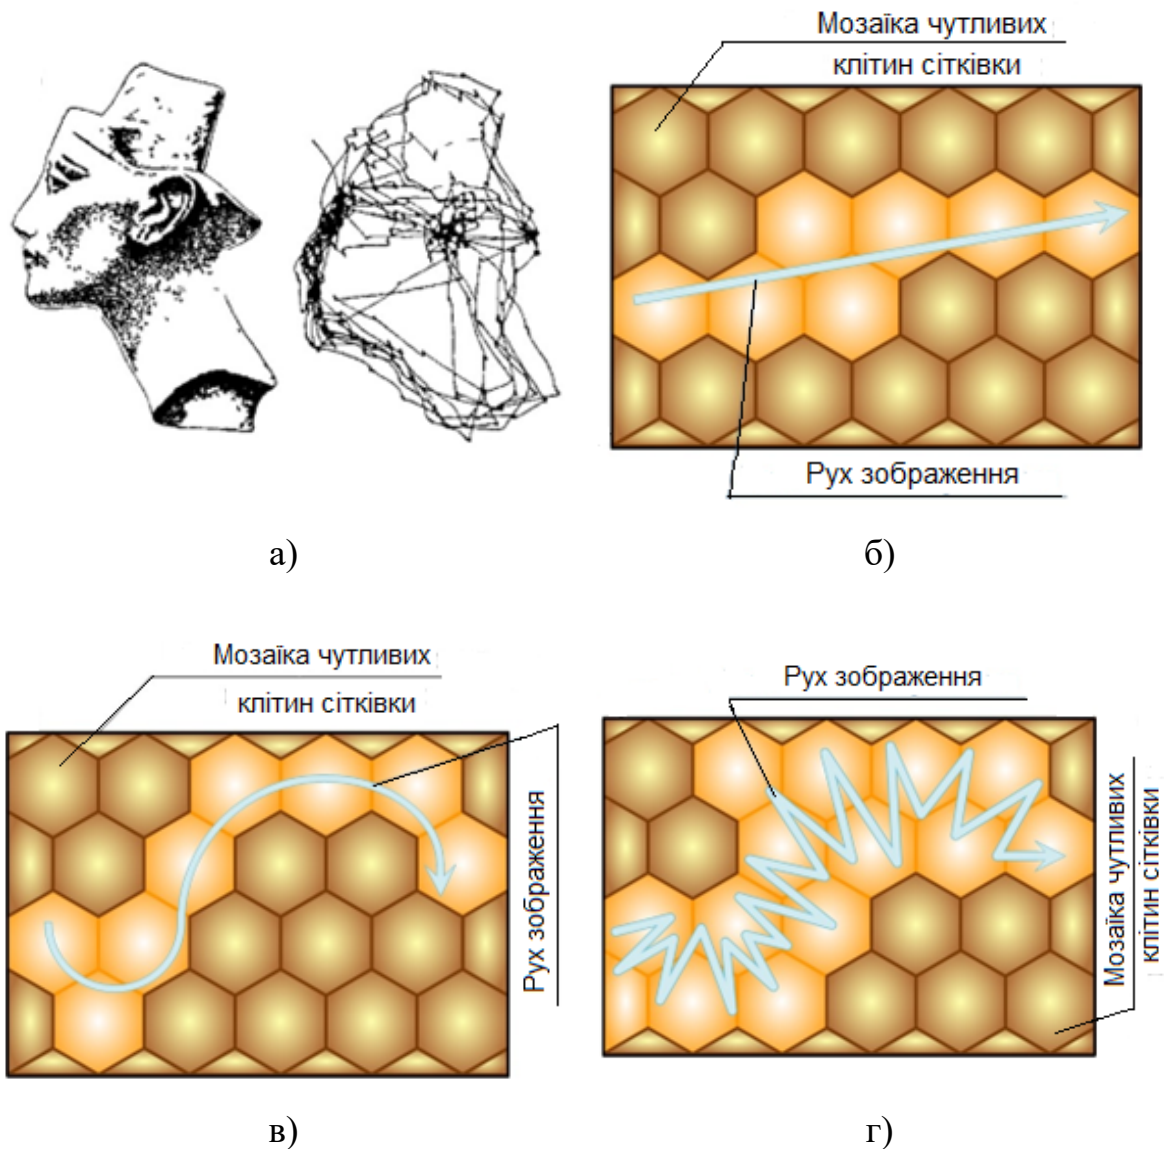 Мозаїка чутливих
клітин сітківки
Рух зображення
а)
б)
Мозаїка чутливих
клітин сітківки
Рух зображення
Рух зображення
Мозаїка чутливих
клітин сітківки
в)
г)